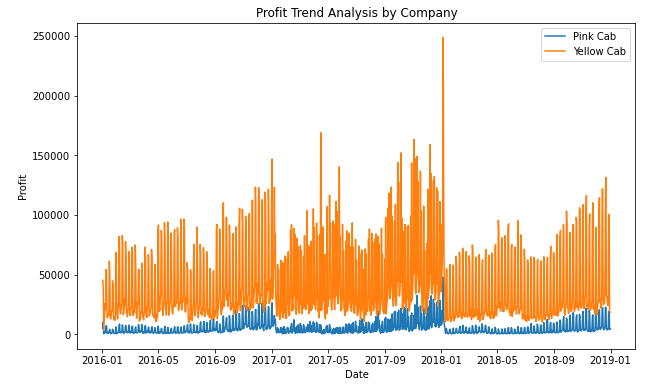 Profit Trend Analysis by Company
Pink Cab
Yellow Cab
250000
200000
150000
100000
50000
0
Profit
2016-01 2016-05 2016-09 2017-01 2017-05 2017-09 2018-01 2018-05 2018-09 2019-01
Date